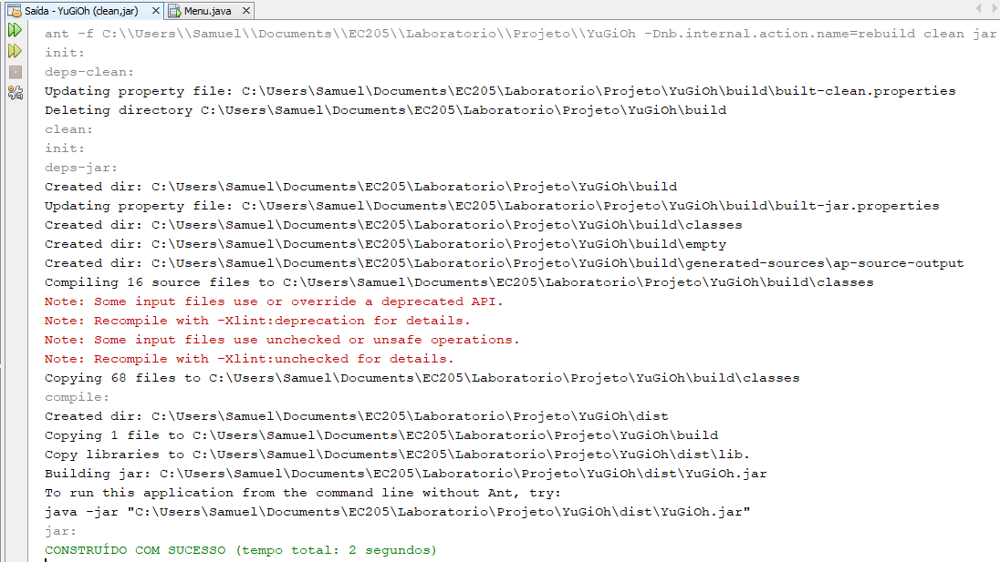 Saída - YuGiOh (clean,jar)
Menu.java
ant -f C:\\Users\\Samuel\\Documents\\EC205\\Laboratorio\\Projeto\\YuGiOh -Dnb.internal.action.name=rebuild clean jar
init:
deps-clean:
Updating property file: C:\Users\Samuel\Documents\EC205\Laboratorio\Projeto\YuGiOh\build\built-clean.properties
Deleting directory C:\Users\Samuel\Documents\EC205\Laboratorio\Projeto\YuGiOh\build
clean:
init:
deps-jar:
Created dir: C:\Users\Samuel\Documents\EC205\Laboratorio\Projeto\YuGiOh\build
Updating property file: C:\Users\Samuel\Documents\EC205\Laboratorio\Projeto\YuGiOh\build\built-jar.properties
Created dir: C:\Users\Samuel\Documents\EC205\Laboratorio\Projeto\YuGiOh\build\classes
Created dir: C:\Users\Samuel\Documents\EC205\Laboratorio\Projeto\YuGiOh\build\empty
Created dir: C:\Users\Samuel\Documents\EC205\Laboratorio\Projeto\YuGiOh\build\generated-sources\ap-source-output
Compiling 16 source files to C:\Users\Samuel\Documents\EC205\Laboratorio\Projeto\YuGiOh\build\classes
Note: Some input files use or override a deprecated API.
Note: Recompile with -Xlint:deprecation for details.
Note: Some input files use unchecked or unsafe operations.
Note: Recompile with -Xlint:unchecked for details.
Copying 68 files to C:\Users\Samuel\Documents\EC205\Laboratorio\Projeto\YuGiOh\build\classes
compile:
Created dir: C:\Users\Samuel\Documents\EC205\Laboratorio\Projeto\YuGiOh\dist
Copying 1 file to C:\Users\Samuel\Documents\EC205\Laboratorio\Projeto\YuGiOh\build
Copy libraries to C:\Users\Samuel\Documents\EC205\Laboratorio\Projeto\YuGiOh\dist\lib.
Building jar: C:\Users\Samuel\Documents\EC205\Laboratorio\Projeto\YuGiOh\dist\YuGiOh.jar
To run this application from the command line without Ant, try:
java -jar "C:\Users\Samuel\Documents\EC205\Laboratorio\Projeto\YuGiOh\dist\YuGiOh.jar"
jar:
CONSTRUÍDO COM SUCESSO (tempo total: 2 segundos)